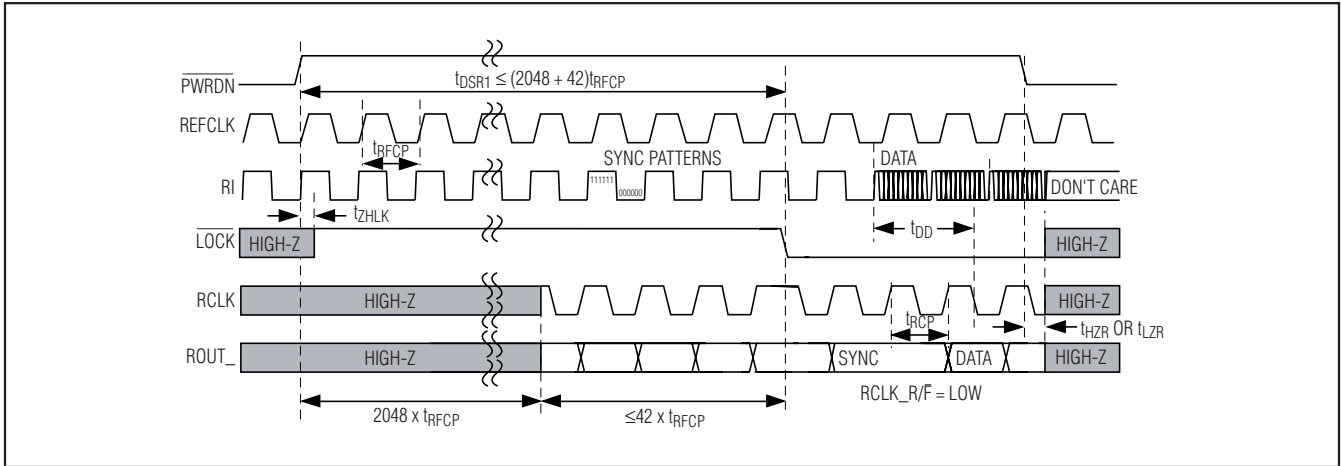 PWRDN
tDSR1 ≤ (2048 + 42)tRFCP
REFCLK
tRFCP
SYNC PATTERNS
DATA
RI
111111
000000
DON'T CARE
tZHLK
tDD
LOCK
HIGH-Z
HIGH-Z
RCLK
HIGH-Z
HIGH-Z
tRCP
tHZR OR tLZR
ROUT_
HIGH-Z
SYNC
DATA
HIGH-Z
RCLK_R/F̅ = LOW
2048 x tRFCP
≤42 x tRFCP